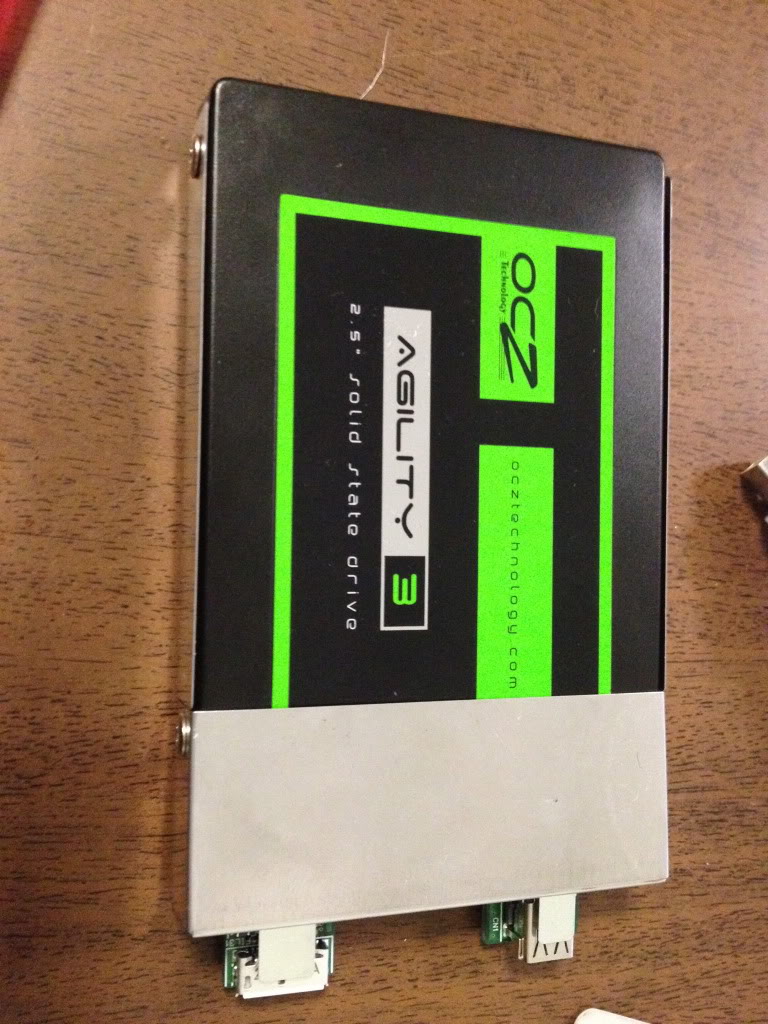 OCZ
Technology
ocztechnology.com
AGILITY 3
2.5" solid state drive
CN1